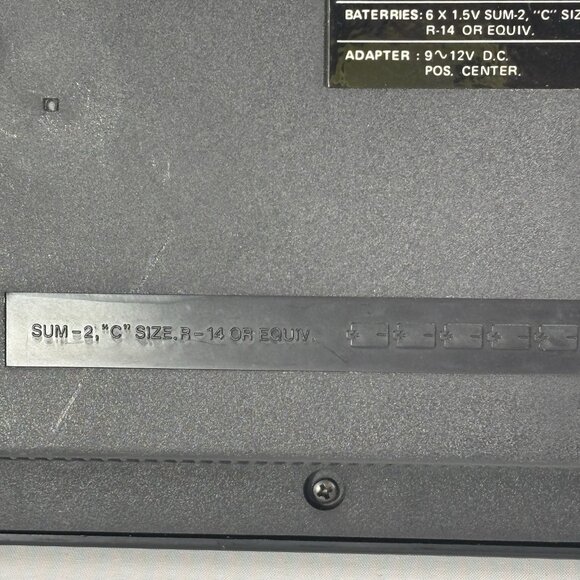 BATERRIES: 6 X 1.5V SUM-2, "C" SIZ
R-14 OR EQUIV.
ADAPTER : 9∿12V D.C.
POS. CENTER.
SUM-2, "C" SIZE. R-14 OR EQUIV.